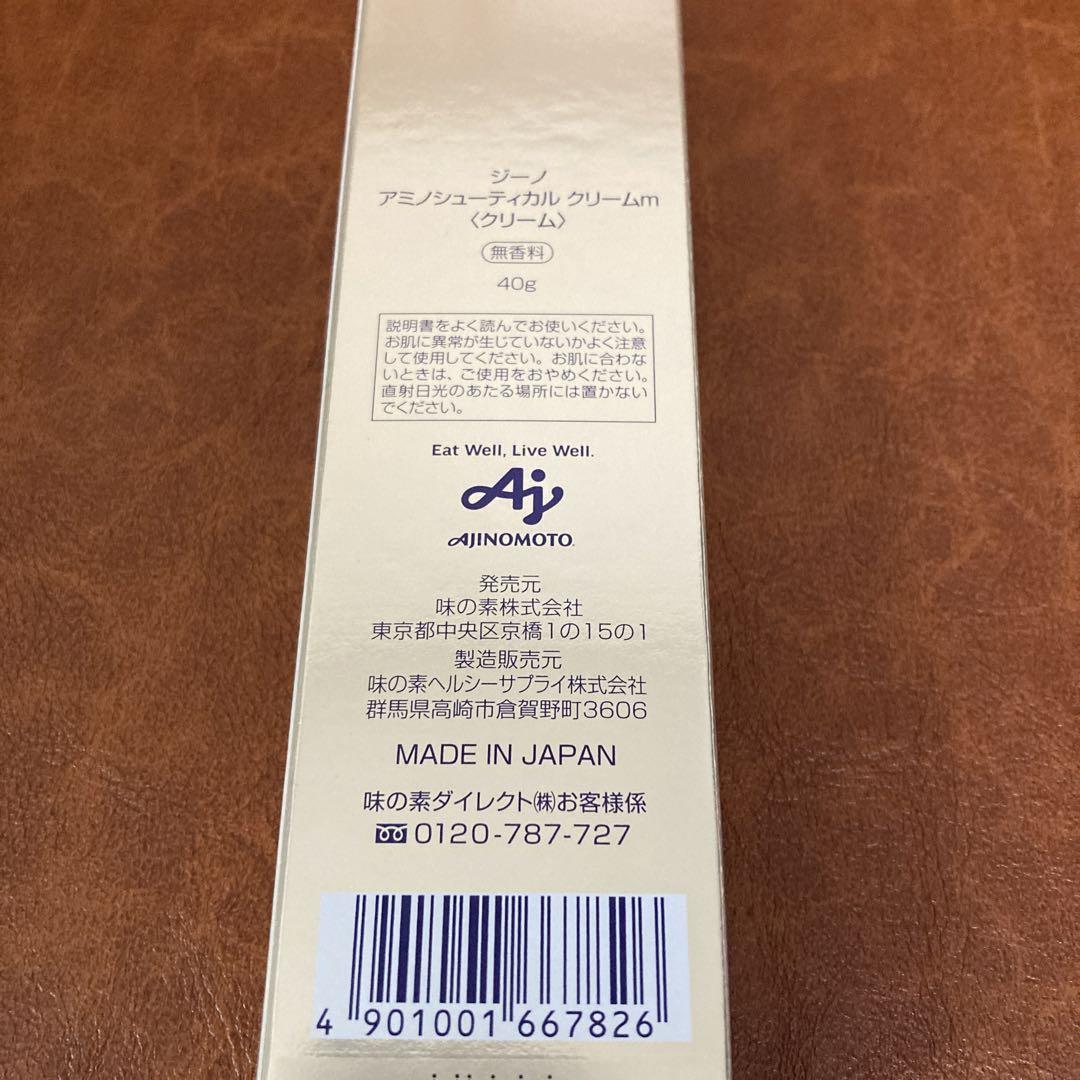 ジーノ
アミノシューティカル クリームm
〈クリーム〉
無香料
40g
説明書をよく読んでお使いください。
お肌に異常が生じていないかよく注意
して使用してください。お肌に合わな
いときは、ご使用をおやめください。
直射日光のあたる場所には置かない
でください。
Eat Well, Live Well.
Aj
AJINOMOTO
発売元
味の素株式会社
東京都中央区京橋1の15の1
製造販売元
味の素ヘルシーサプライ株式会社
群馬県高崎市倉賀野町3606
MADE IN JAPAN
味の素ダイレクト㈱お客様係
0120-787-727
4 901001 667826